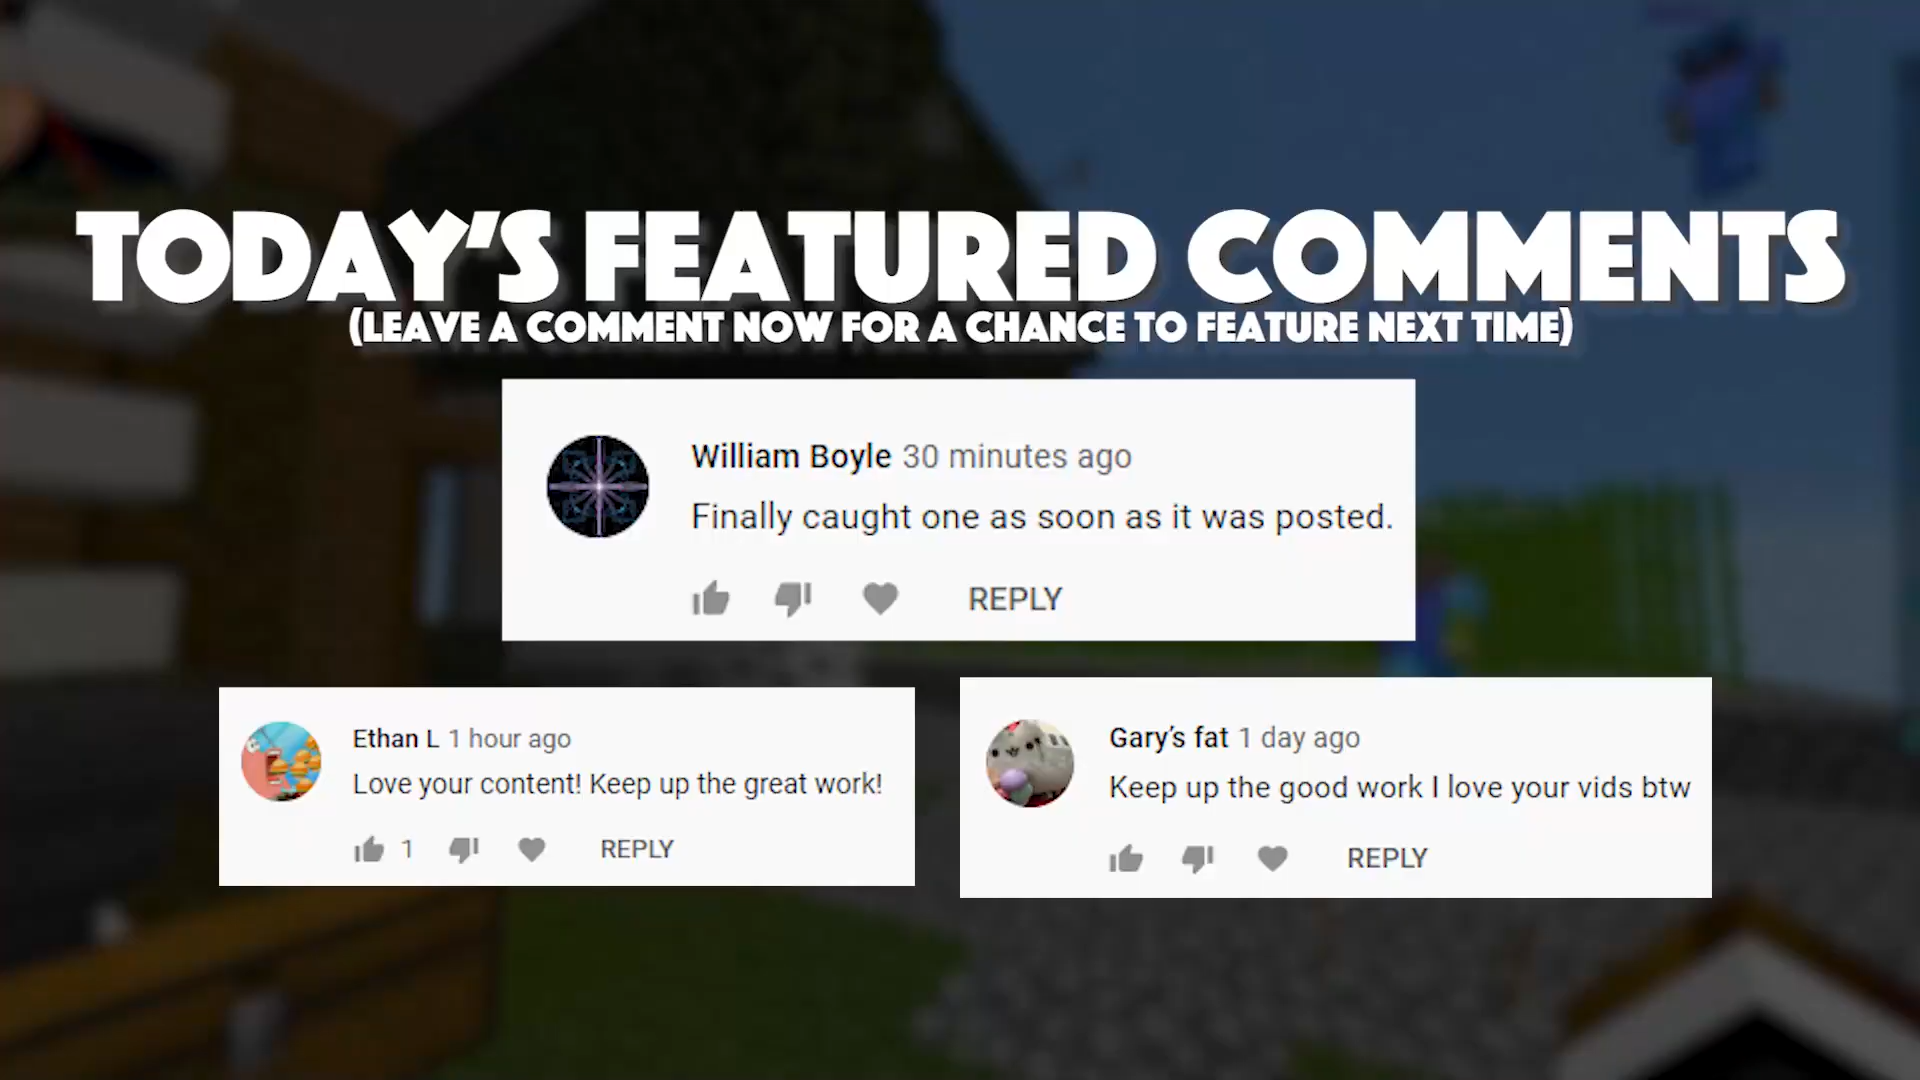 TODAY'S FEATURED COMMENTS
(LEAVE A COMMENT NOW FOR A CHANCE TO FEATURE NEXT TIME)
William Boyle 30 minutes ago
Finally caught one as soon as it was posted.
REPLY
Ethan L 1 hour ago
Love your content! Keep up the great work!
1 REPLY
Gary's fat 1 day ago
Keep up the good work I love your vids btw
REPLY